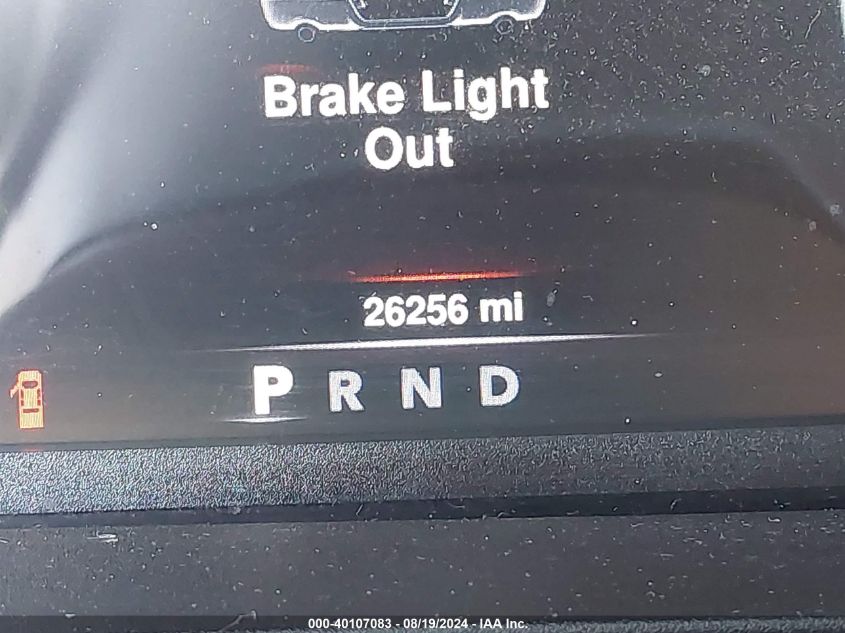 Brake Light
Out
26256 mi
P R N D
000-40107083 - 08/19/2024 - IAA Inc.